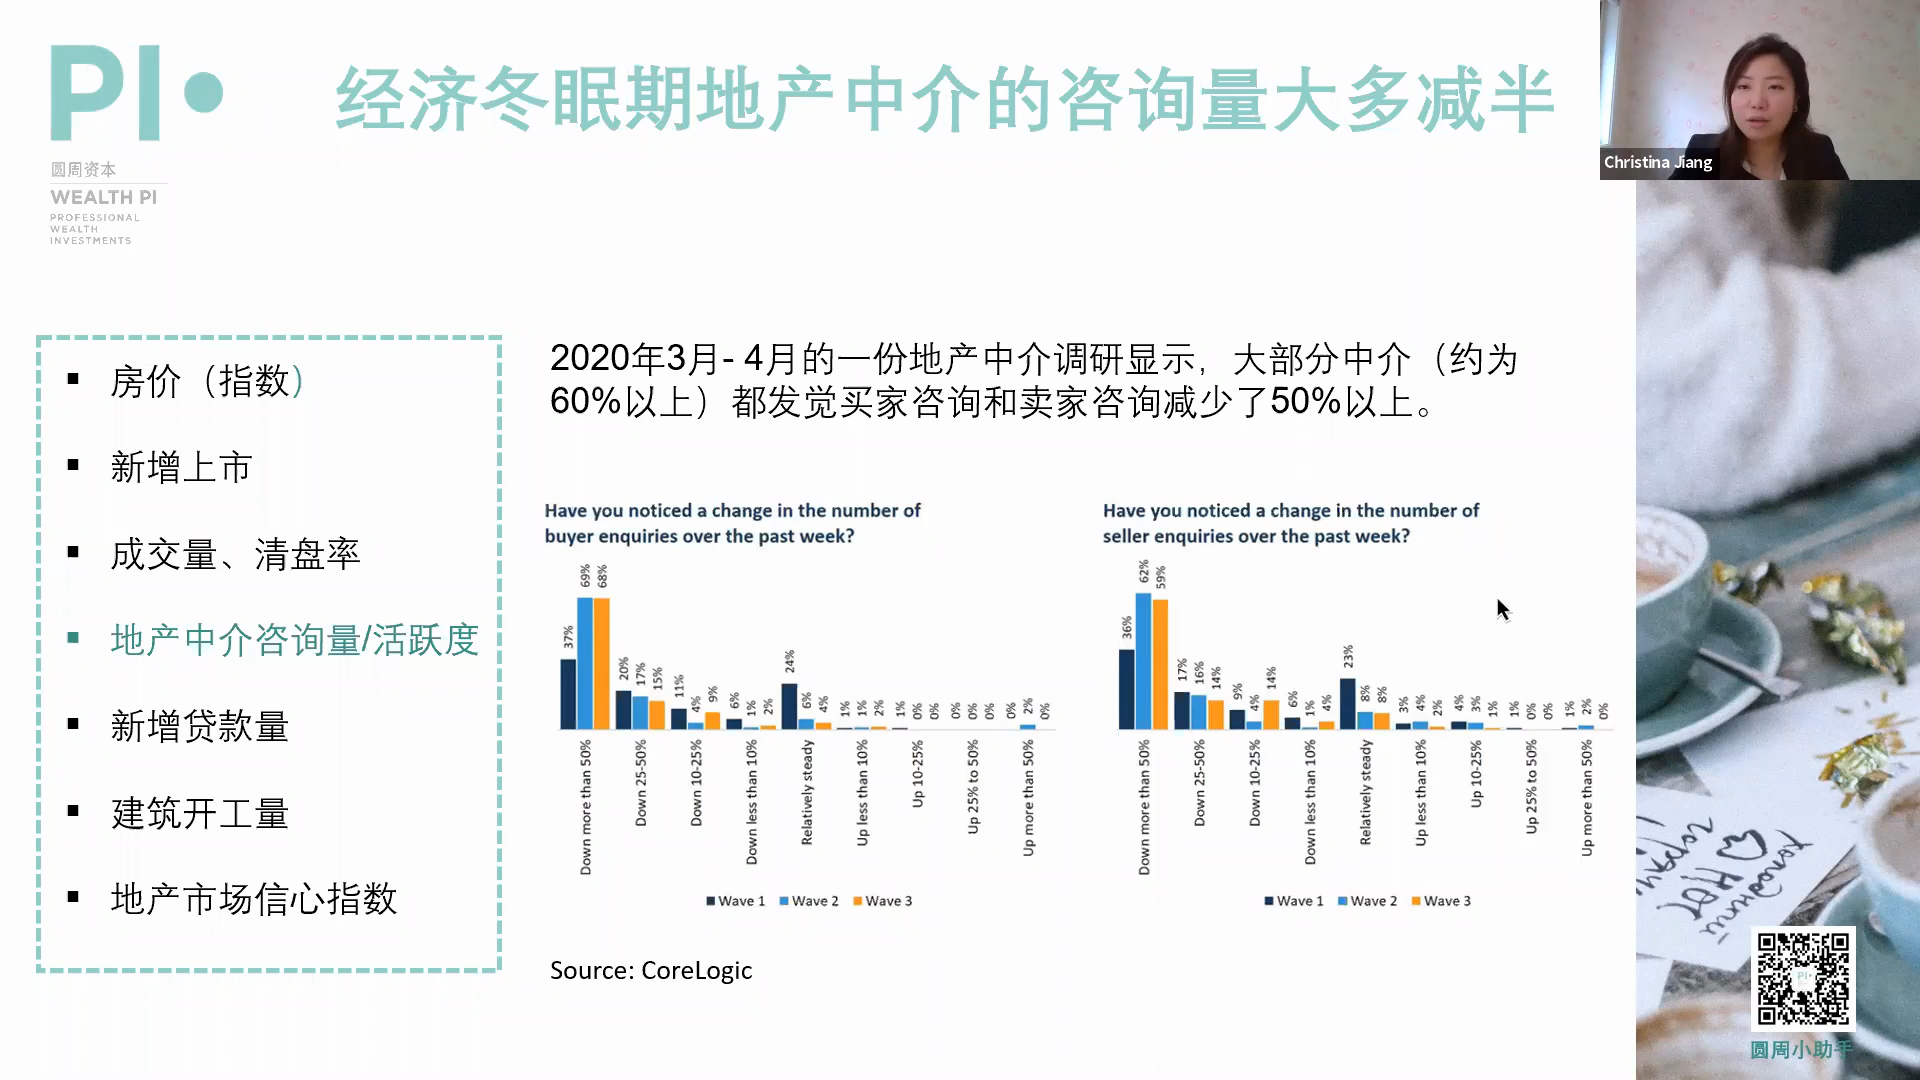 PI·
圆周资本
WEALTH PI
PROFESSIONAL
WEALTH
INVESTMENTS
经济冬眠期地产中介的咨询量大多减半
Christina Jiang
▪ 房价（指数）
▪ 新增上市
▪ 成交量、清盘率
▪ 地产中介咨询量/活跃度
▪ 新增贷款量
▪ 建筑开工量
▪ 地产市场信心指数
2020年3月- 4月的一份地产中介调研显示，大部分中介（约为
60%以上）都发觉买家咨询和卖家咨询减少了50%以上。
Have you noticed a change in the number of
buyer enquiries over the past week?
37% 69% 68% 20% 17% 15% 11% 4% 9% 6% 1% 2% 24% 6% 4% 1% 1% 2% 1% 0% 0% 0% 0% 0% 0% 2% 0%
Down more than 50%
Down 25-50%
Down 10-25%
Down less than 10%
Relatively steady
Up less than 10%
Up 10-25%
Up 25% to 50%
Up more than 50%
Wave 1 Wave 2 Wave 3
Have you noticed a change in the number of
seller enquiries over the past week?
36% 62% 59% 17% 16% 14% 9% 4% 14% 6% 1% 4% 23% 8% 8% 3% 4% 2% 4% 3% 1% 1% 0% 0% 1% 2% 0%
Down more than 50%
Down 25-50%
Down 10-25%
Down less than 10%
Relatively steady
Up less than 10%
Up 10-25%
Up 25% to 50%
Up more than 50%
Wave 1 Wave 2 Wave 3
Source: CoreLogic
圆周小助手